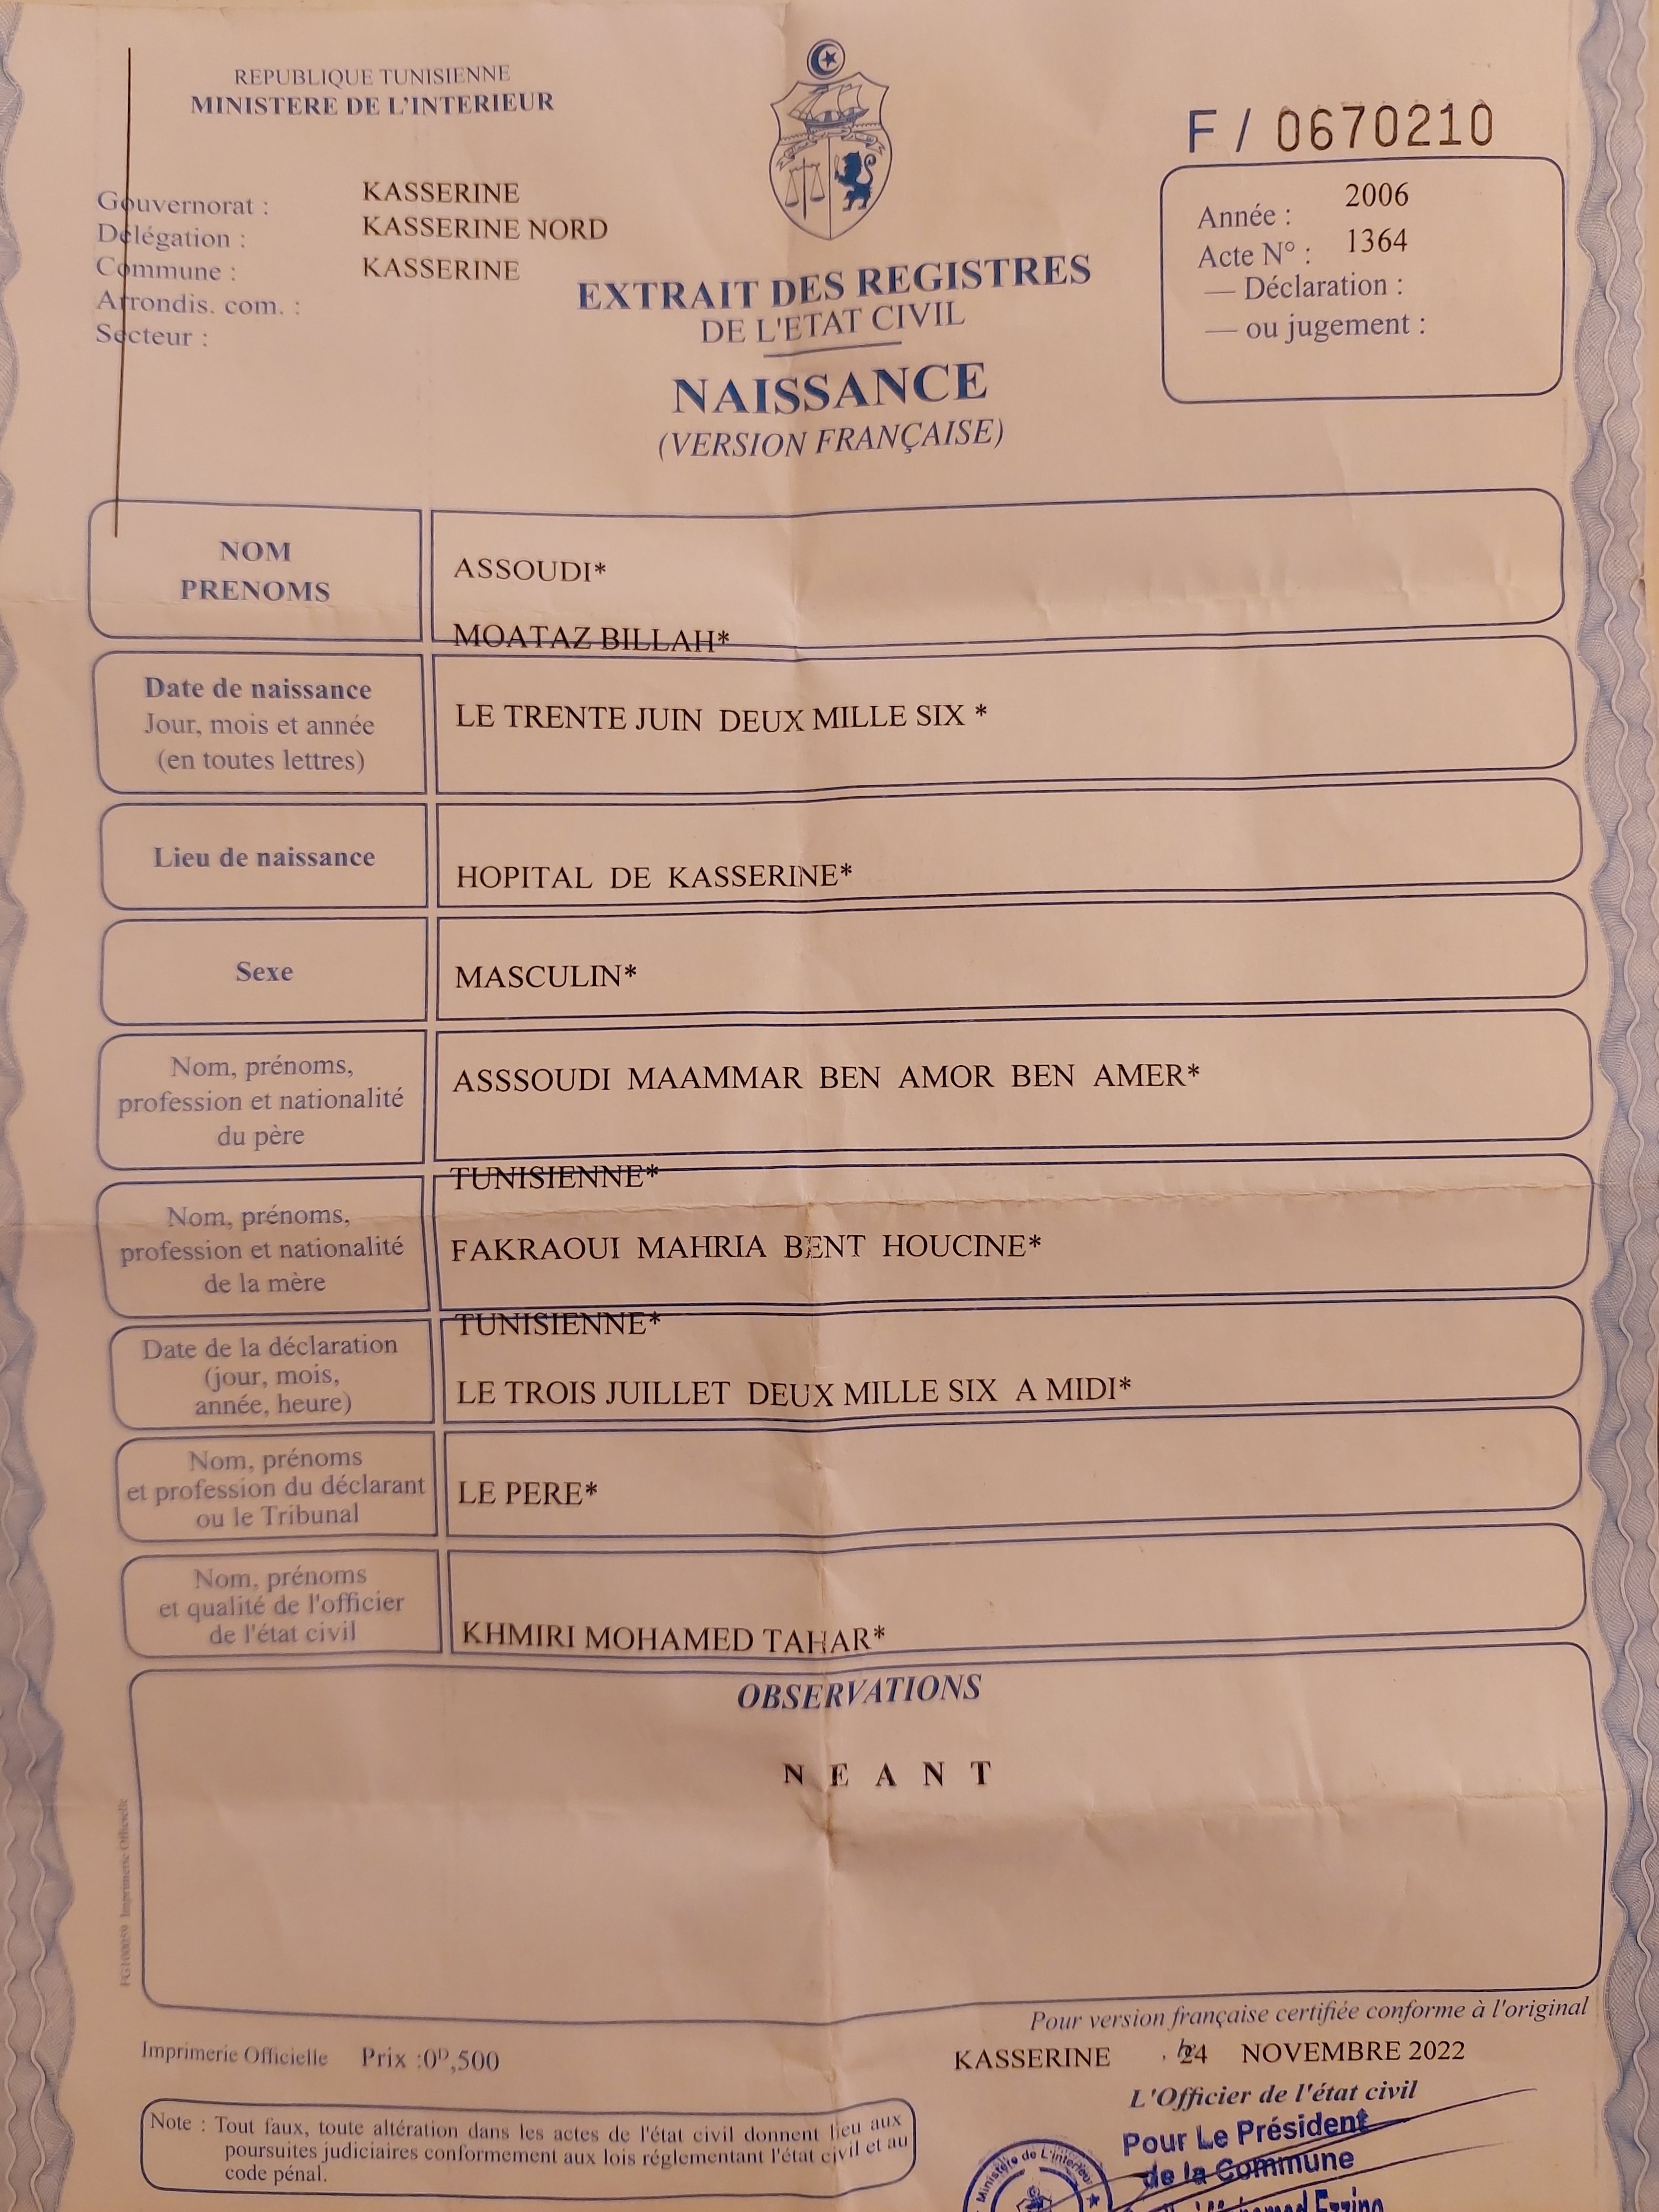 REPUBLIQUE TUNISIENNE
MINISTERE DE L'INTERIEUR
F / 0670210
Gouvernorat : KASSERINE
Délégation : KASSERINE NORD
Commune : KASSERINE
Arrondis. com. :
Secteur :
Année : 2006
Acte N° : 1364
— Déclaration :
— ou jugement :
EXTRAIT DES REGISTRES
DE L'ETAT CIVIL
NAISSANCE
(VERSION FRANÇAISE)
NOM
PRENOMS
ASSOUDI*
MOATAZ BILLAH*
Date de naissance
Jour, mois et année
(en toutes lettres)
LE TRENTE JUIN DEUX MILLE SIX *
Lieu de naissance
HOPITAL DE KASSERINE*
Sexe
MASCULIN*
Nom, prénoms,
profession et nationalité
du père
ASSSOUDI MAAMMAR BEN AMOR BEN AMER*
TUNISIENNE*
Nom, prénoms,
profession et nationalité
de la mère
FAKRAOUI MAHRIA BENT HOUCINE*
TUNISIENNE*
Date de la déclaration
(jour, mois,
année, heure)
LE TROIS JUILLET DEUX MILLE SIX A MIDI*
Nom, prénoms
et profession du déclarant
ou le Tribunal
LE PERE*
Nom, prénoms
et qualité de l'officier
de l'état civil
KHMIRI MOHAMED TAHAR*
OBSERVATIONS
N E A N T
FG100059 Imprimerie Officielle
Pour version française certifiée conforme à l'original
Imprimerie Officielle Prix :0ᴰ,500
KASSERINE , 24 NOVEMBRE 2022
L'Officier de l'état civil
Pour Le Président
de la Commune
Ministère de L'Interieur
Note : Tout faux, toute altération dans les actes de l'état civil donnent lieu aux
poursuites judiciaires conformement aux lois réglementant l'état civil et au
code pénal.